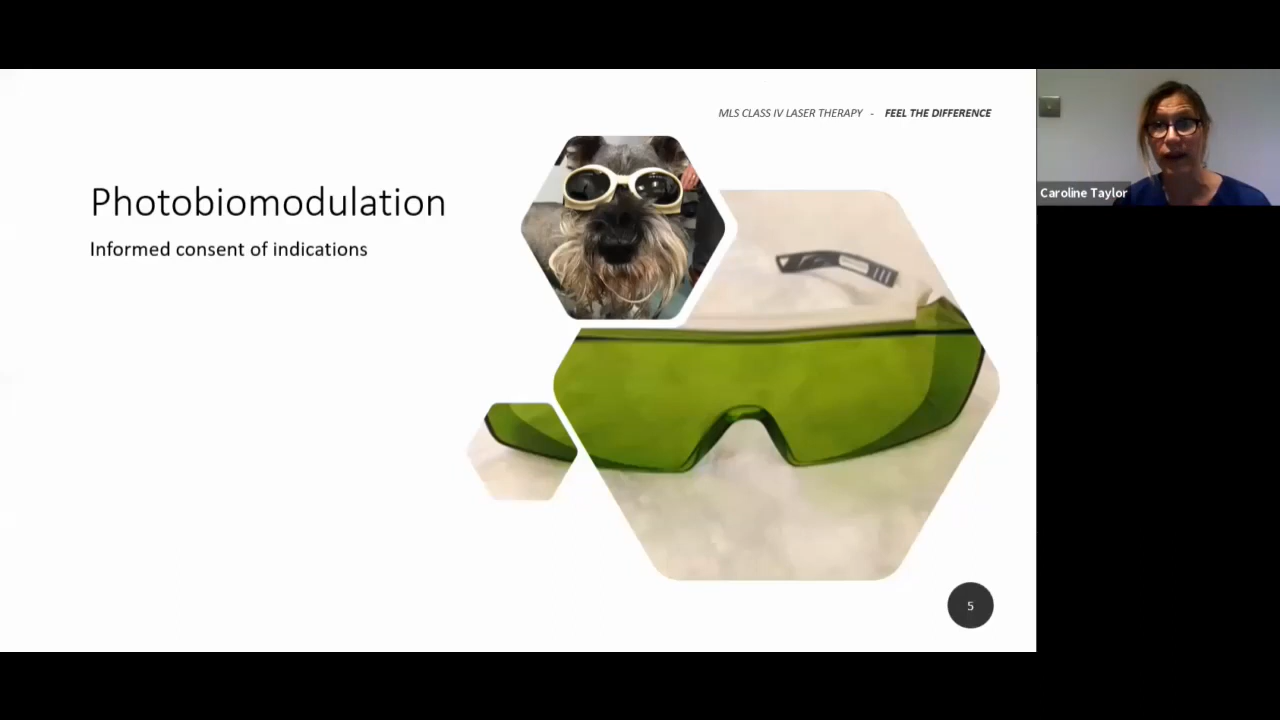 MLS CLASS IV LASER THERAPY - FEEL THE DIFFERENCE
Photobiomodulation
Informed consent of indications
Caroline Taylor
5